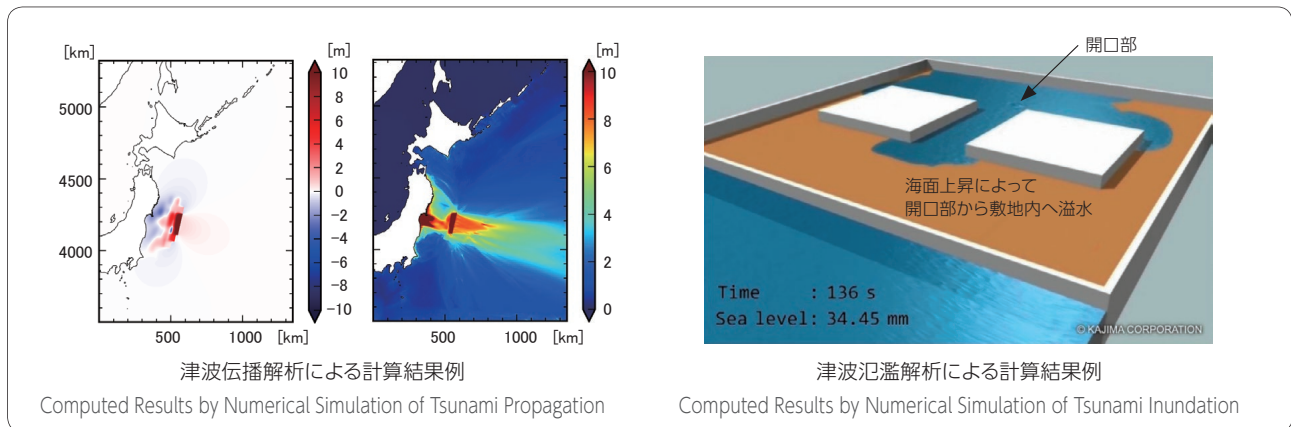 [km]
[m]
[m]
10
8
6
4
2
0
-2
-4
-6
-8
-10
10
8
6
4
2
0
5000
4500
4000
500
1000
[km]
500
1000
[km]
津波伝播解析による計算結果例
Computed Results by Numerical Simulation of Tsunami Propagation
開口部
海面上昇によって
開口部から敷地内へ溢水
Time : 136 s
Sea level: 34.45 mm
© KAJIMA CORPORATION
津波氾濫解析による計算結果例
Computed Results by Numerical Simulation of Tsunami Inundation